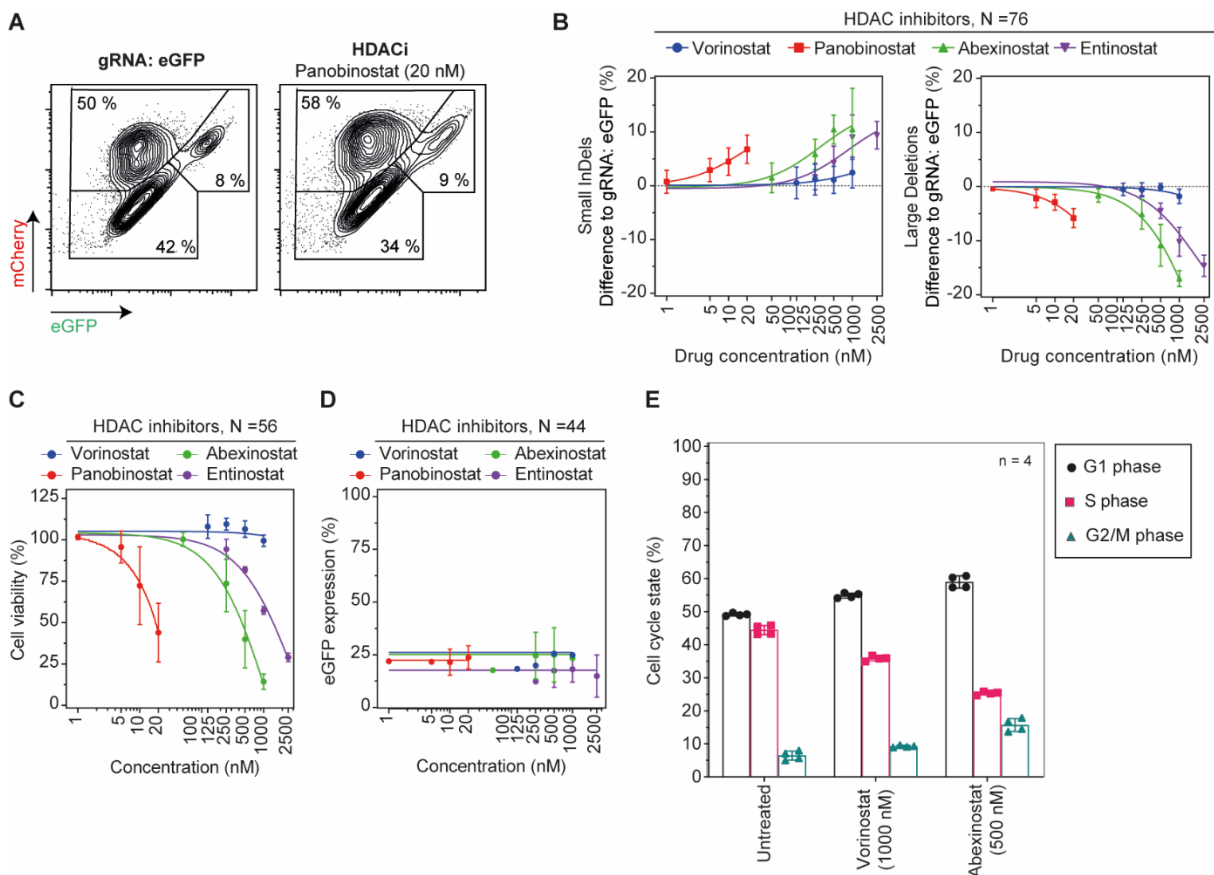 A
gRNA: eGFP
HDACi
Panobinostat (20 nM)
50 %
8 %
42 %
58 %
9 %
34 %
mCherry
eGFP
B
HDAC inhibitors, N =76
Vorinostat Panobinostat Abexinostat Entinostat
Small InDels
Difference to gRNA: eGFP (%)
20
10
0
-10
-20
1
5
10
20
50
100
125
250
500
1000
2500
Drug concentration (nM)
Large Deletions
Difference to gRNA: eGFP (%)
20
10
0
-10
-15
20
1
5
10
20
50
100
125
250
500
1000
2500
Drug concentration (nM)
C
HDAC inhibitors, N =56
Vorinostat Abexinostat
Panobinostat Entinostat
Cell viability (%)
125
100
75
50
25
0
1
5
10
20
100
125
250
500
1000
2500
Concentration (nM)
D
HDAC inhibitors, N =44
Vorinostat Abexinostat
Panobinostat Entinostat
eGFP expression (%)
100
75
50
25
0
1
5
10
20
100
125
250
500
1000
2500
Concentration (nM)
E
Cell cycle state (%)
100
90
80
70
60
50
40
30
20
10
0
n = 4
Untreated
Vorinostat
(1000 nM)
Abexinostat
(500 nM)
G1 phase
S phase
G2/M phase